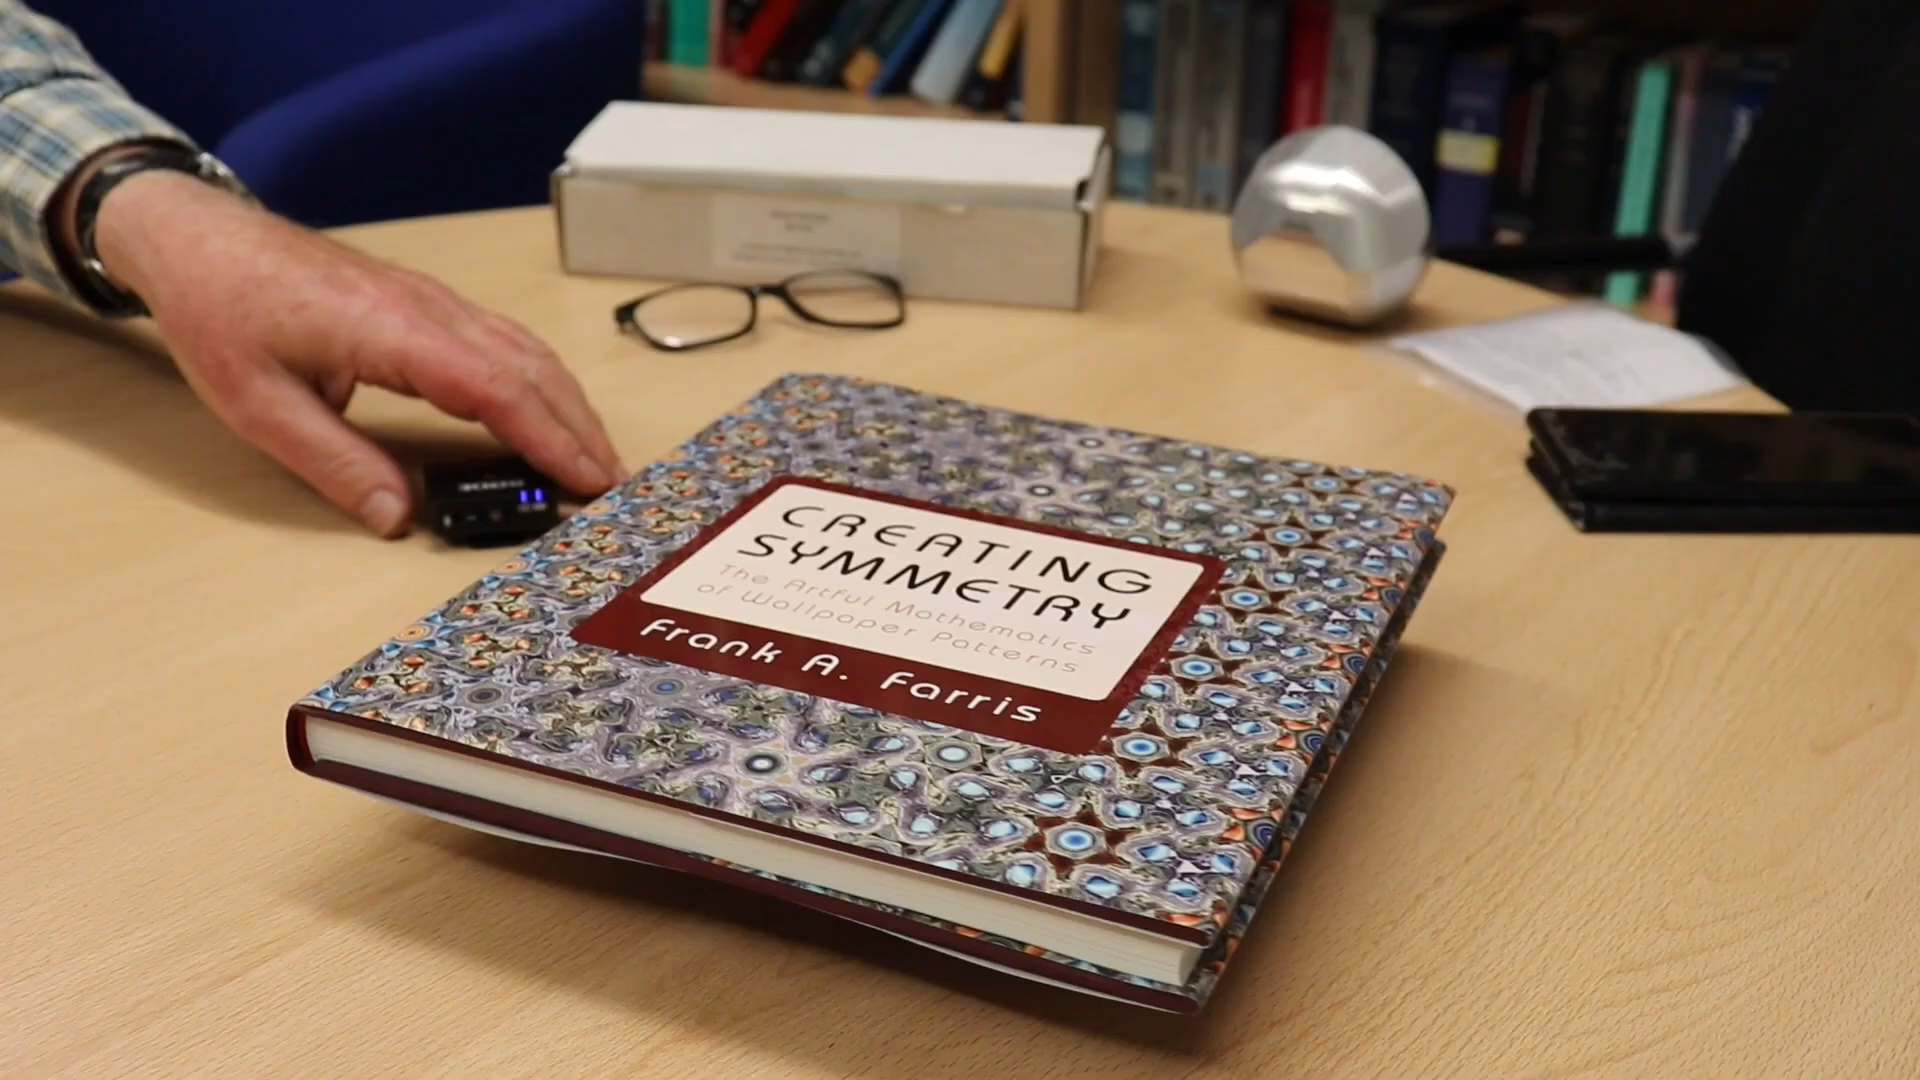 CREATING
SYMMETRY
The Artful Mathematics
of Wallpaper Patterns
Frank A. Farris